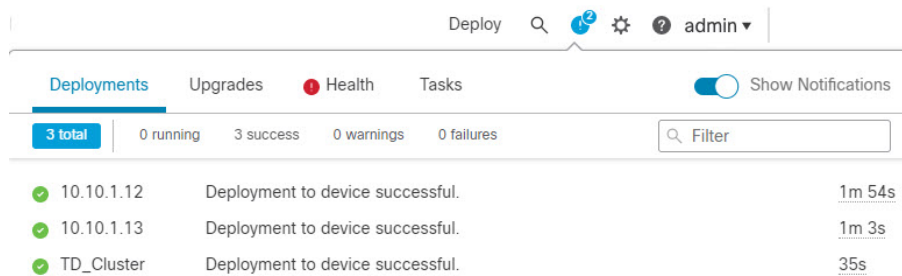 Deploy 2 ? admin
Deployments Upgrades ! Health Tasks Show Notifications
3 total 0 running 3 success 0 warnings 0 failures Filter
10.10.1.12 Deployment to device successful. 1m 54s
10.10.1.13 Deployment to device successful. 1m 3s
TD_Cluster Deployment to device successful. 35s